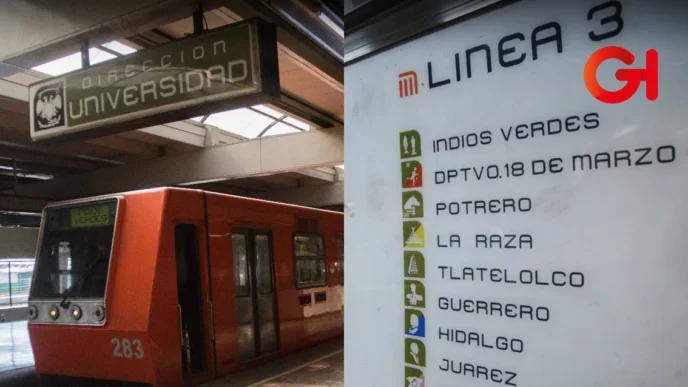 DIRECCION
UNIVERSIDAD
VERDES
283
LINEA 3
GH
INDIOS VERDES
DPTVO.18 DE MARZO
POTRERO
LA RAZA
TLATELOLCO
GUERRERO
HIDALGO
JUAREZ